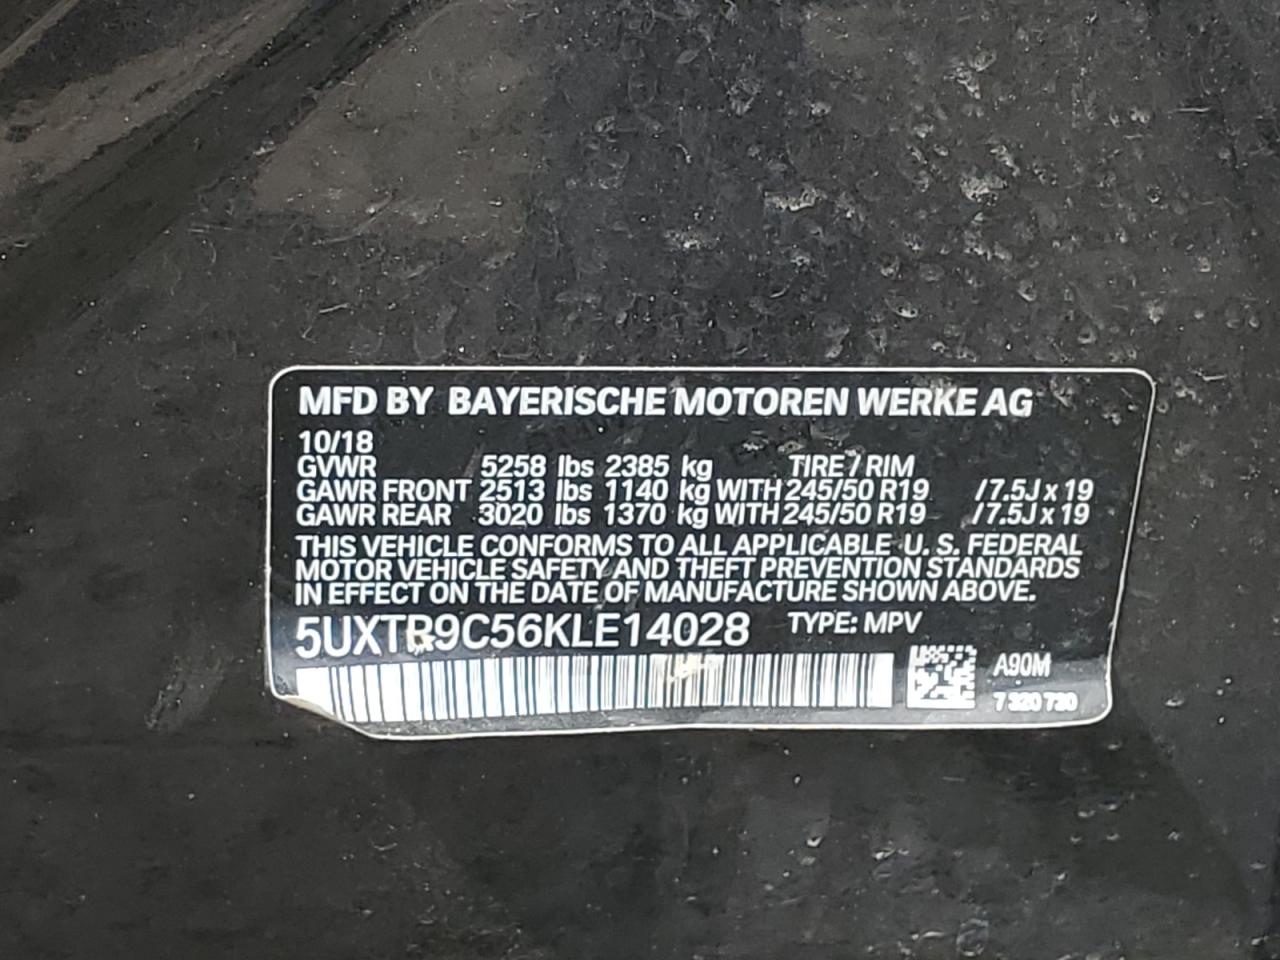 MFD BY BAYERISCHE MOTOREN WERKE AG
10/18
GVWR 5258 lbs 2385 kg TIRE / RIM
GAWR FRONT 2513 lbs 1140 kg WITH 245/50 R19 / 7.5J x 19
GAWR REAR 3020 lbs 1370 kg WITH 245/50 R19 / 7.5J x 19
THIS VEHICLE CONFORMS TO ALL APPLICABLE U. S. FEDERAL
MOTOR VEHICLE SAFETY AND THEFT PREVENTION STANDARDS
IN EFFECT ON THE DATE OF MANUFACTURE SHOWN ABOVE.
5UXTR9C56KLE14028 TYPE: MPV
A90M
7 320 730